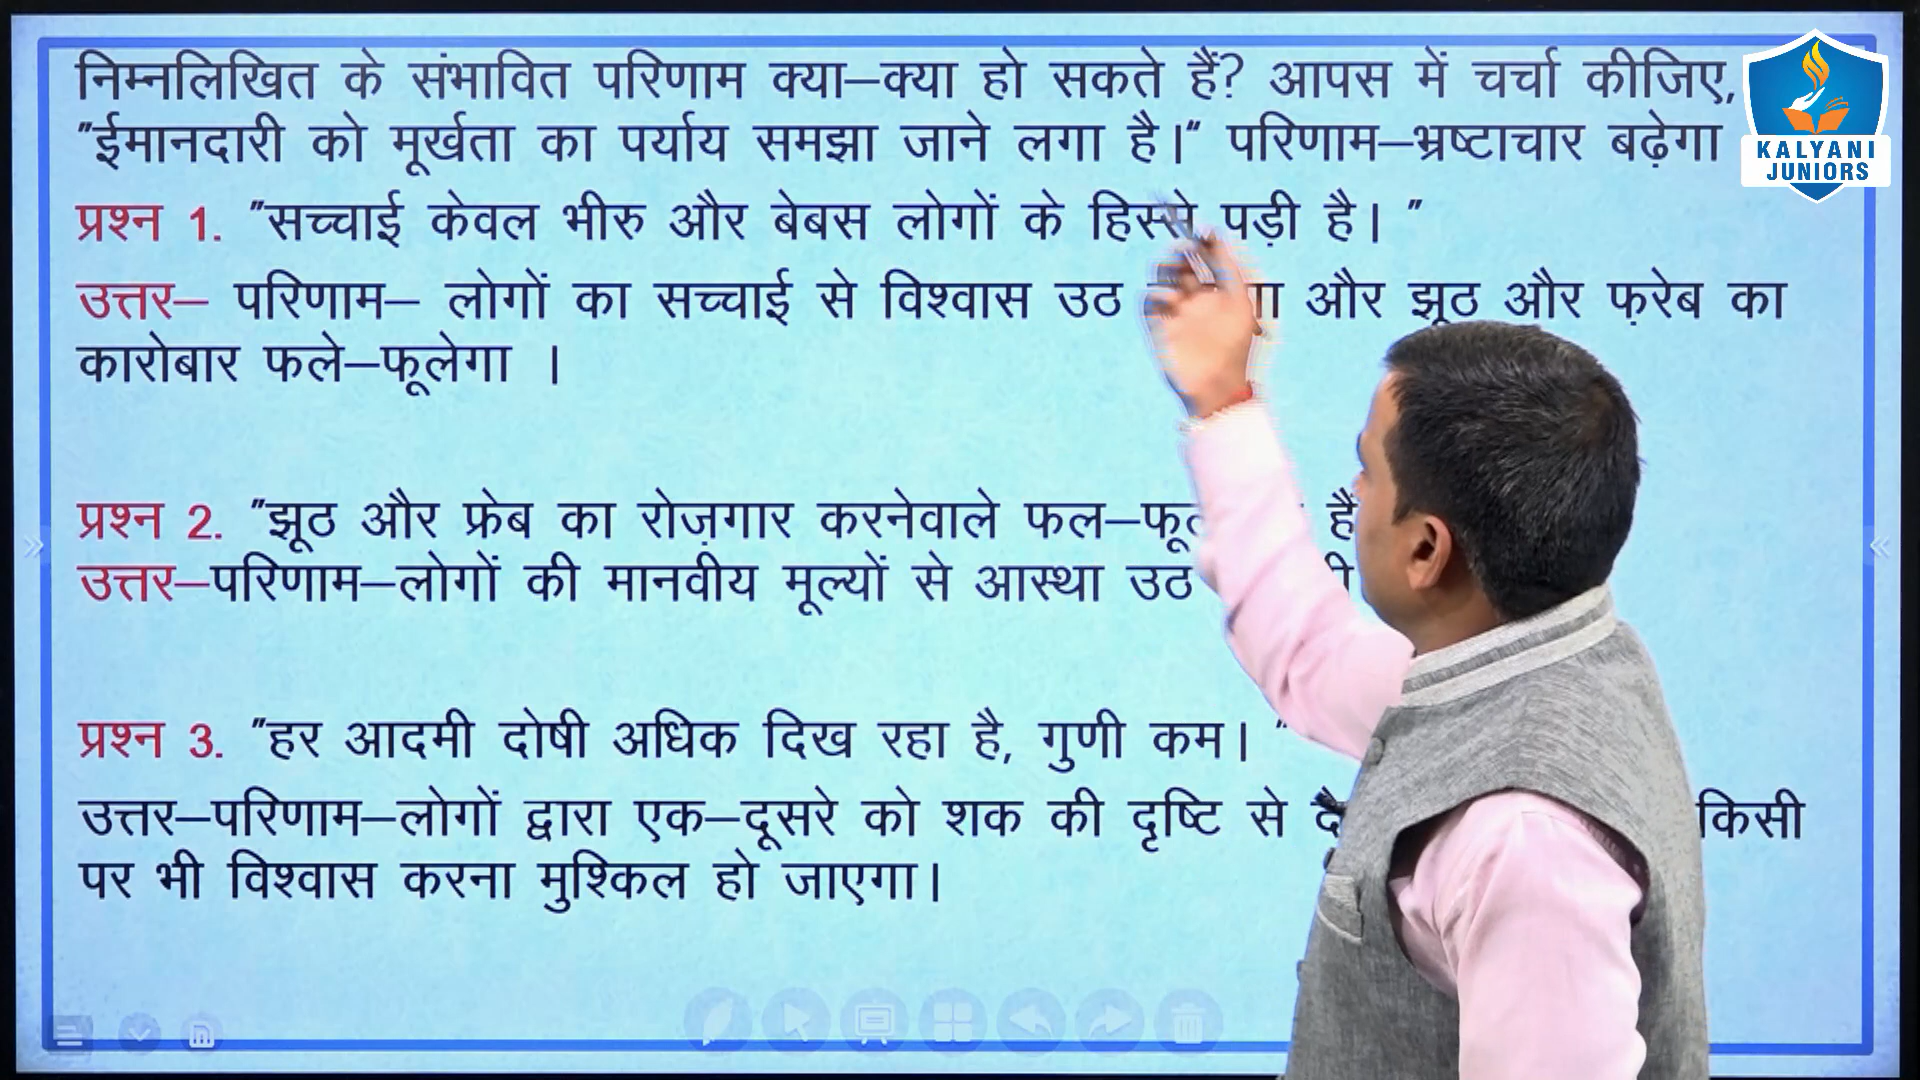 निम्नलिखित के संभावित परिणाम क्या–क्या हो सकते हैं? आपस में चर्चा कीजिए,
"ईमानदारी को मूर्खता का पर्याय समझा जाने लगा है।" परिणाम–भ्रष्टाचार बढ़ेगा
KALYANI
JUNIORS
प्रश्न 1. "सच्चाई केवल भीरु और बेबस लोगों के हिस्से पड़ी है। "
उत्तर– परिणाम– लोगों का सच्चाई से विश्वास उठ और झूठ और फ़रेब का
कारोबार फले–फूलेगा ।
प्रश्न 2. "झूठ और फ्रेब का रोज़गार करनेवाले हैं
उत्तर–परिणाम–लोगों की मानवीय मूल्यों से आस्था उठ
प्रश्न 3. "हर आदमी दोषी अधिक दिख रहा है, गुणी कम। "
उत्तर–परिणाम–लोगों द्वारा एक–दूसरे को शक की दृष्टि से किसी
पर भी विश्वास करना मुश्किल हो जाएगा।